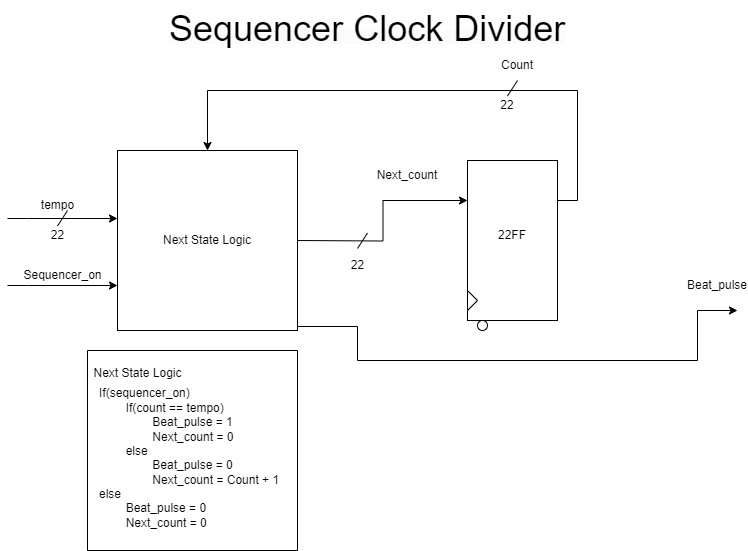 Sequencer Clock Divider
Count
22
Next_count
tempo
22
Next State Logic
22FF
22
Sequencer_on
Beat_pulse
Next State Logic
If(sequencer_on)
If(count == tempo)
Beat_pulse = 1
Next_count = 0
else
Beat_pulse = 0
Next_count = Count + 1
else
Beat_pulse = 0
Next_count = 0